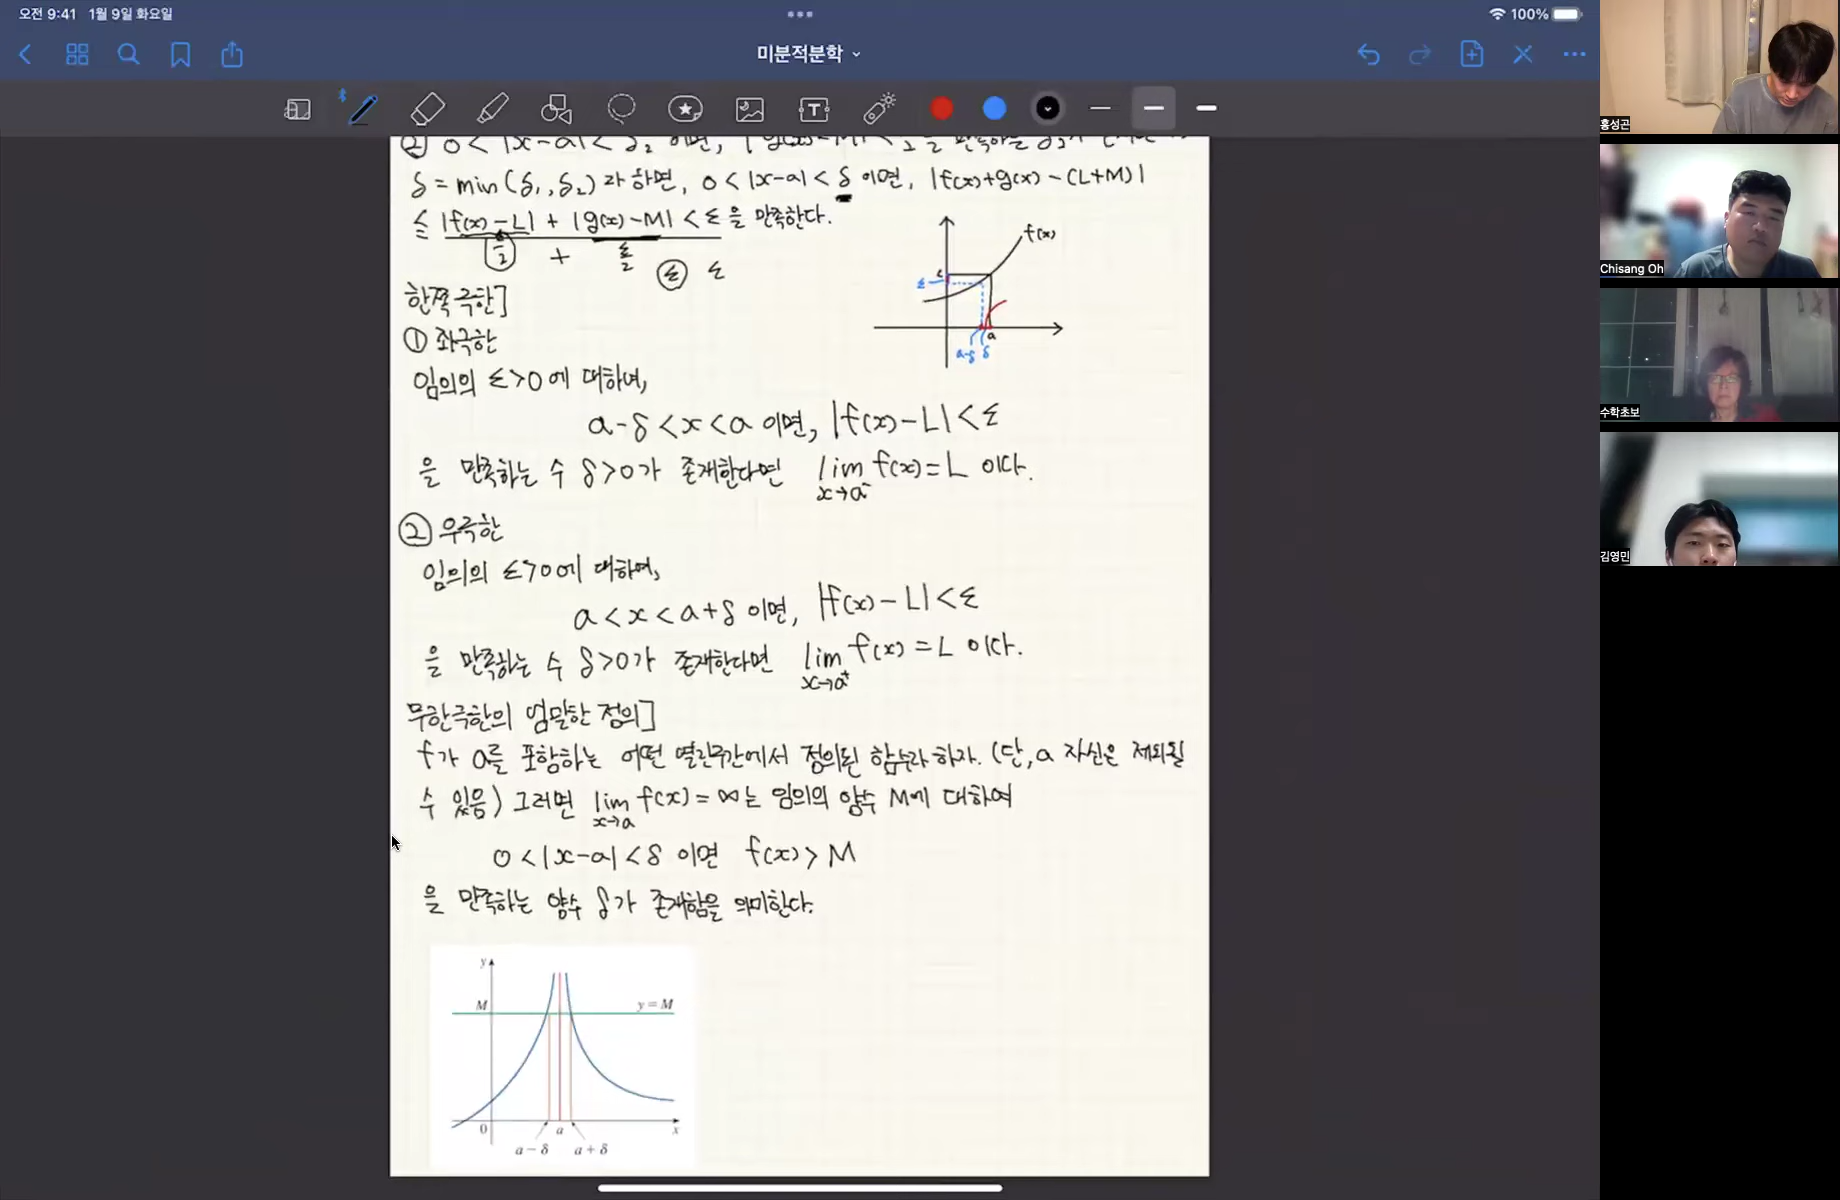 오전 9:41 1월 9일 화요일
100%
미분적분학
② 0<|x-a|<δ₂ 이면,
δ=min(δ₁,δ₂)라 하면, 0<|x-a|<δ 이면, |f(x)+g(x)-(L+M)|
≤ |f(x)-L| + |g(x)-M| < ε을 만족한다.
ε/2 + ε/2
ε ε
f(x)
L
ε
a
a-δ δ
한쪽 극한]
① 좌극한
임의의 ε>0에 대하여,
a-δ<x<a 이면, |f(x)-L|<ε
을 만족하는 수 δ>0가 존재한다면 lim f(x)=L 이다.
x→a⁻
② 우극한
임의의 ε>0에 대하여,
a<x<a+δ 이면, |f(x)-L|<ε
을 만족하는 수 δ>0가 존재한다면 lim f(x)=L 이다.
x→a⁺
무한극한의 엄밀한 정의]
f가 a를 포함하는 어떤 열린구간에서 정의된 함수라 하자. (단, a 자신은 제외될
수 있음) 그러면 lim f(x)=∞는 임의의 양수 M에 대하여
x→a
0<|x-a|<δ 이면 f(x)>M
을 만족하는 양수 δ가 존재함을 의미한다.
y
M
y = M
0
a
x
a − δ
a + δ
홍성곤
Chisang Oh
수학초보
김영민